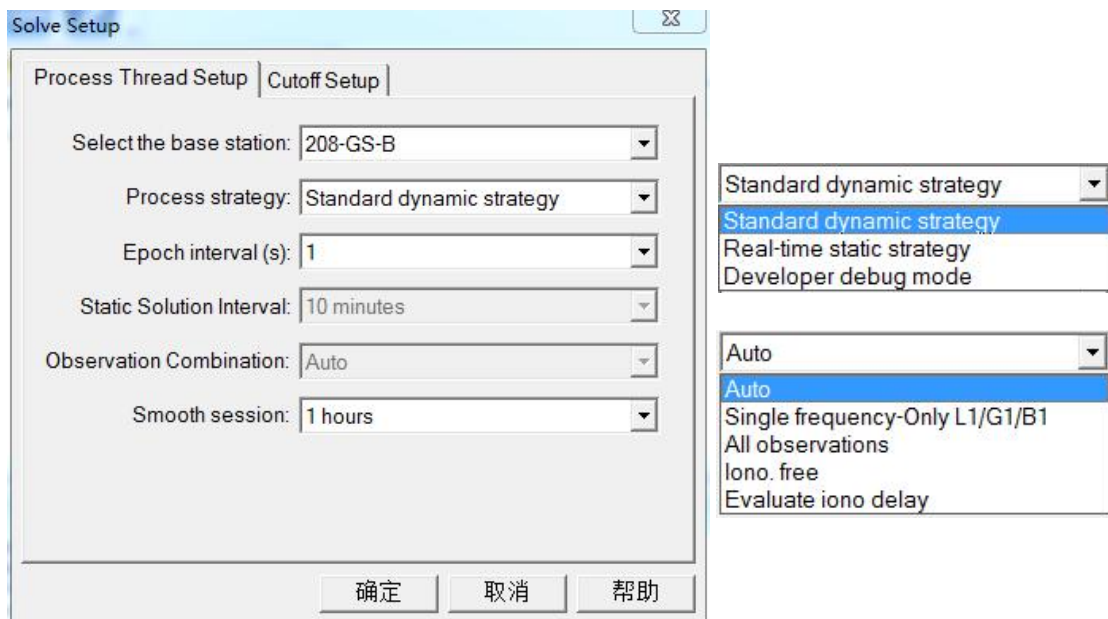 Solve Setup
Process Thread Setup
Cutoff Setup
Select the base station: 208-GS-B
Process strategy: Standard dynamic strategy
Epoch interval (s): 1
Static Solution Interval: 10 minutes
Observation Combination: Auto
Smooth session: 1 hours
确定
取消
帮助
Standard dynamic strategy
Standard dynamic strategy
Real-time static strategy
Developer debug mode
Auto
Auto
Single frequency-Only L1/G1/B1
All observations
Iono. free
Evaluate iono delay